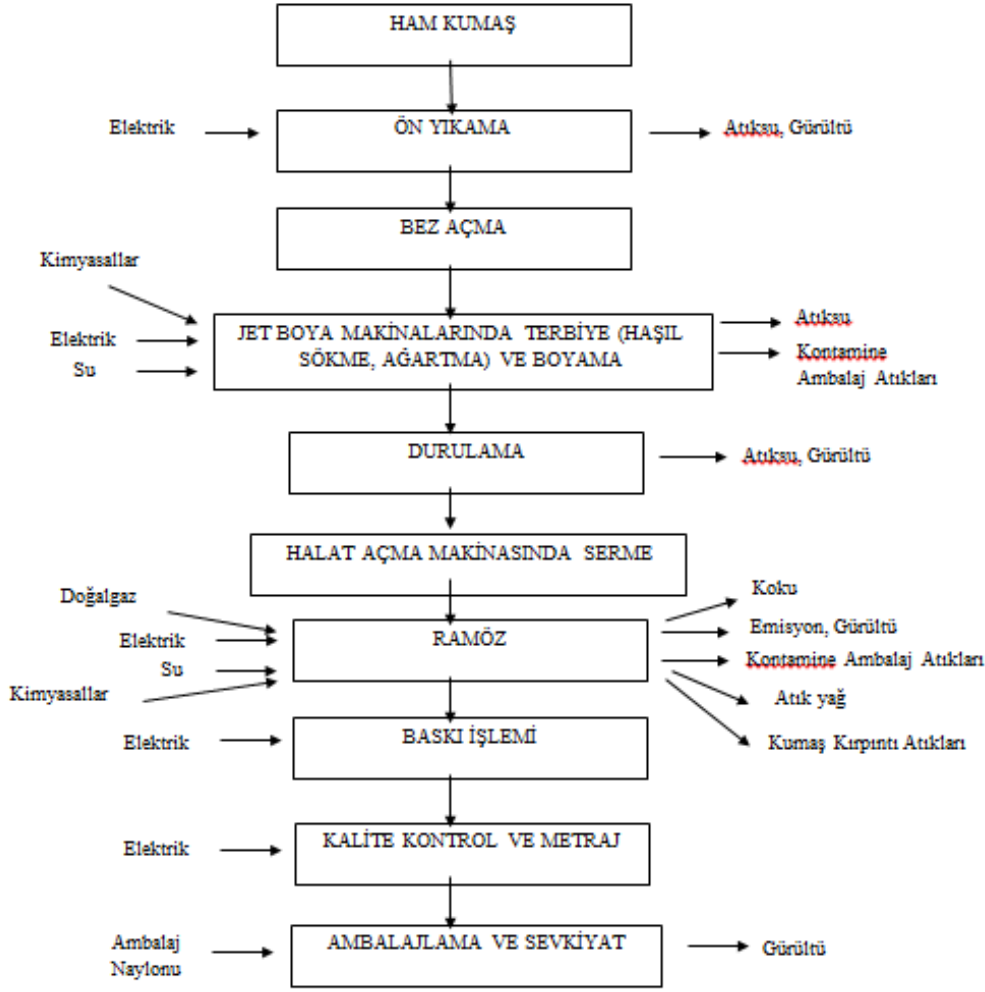 HAM KUMAŞ
Elektrik
ÖN YIKAMA
Atıksu, Gürültü
BEZ AÇMA
Kimyasallar
Elektrik
Su
JET BOYA MAKİNALARINDA TERBİYE (HAŞIL
SÖKME, AĞARTMA) VE BOYAMA
Atıksu
Kontamine
Ambalaj Atıkları
DURULAMA
Atıksu, Gürültü
HALAT AÇMA MAKİNASINDA SERME
Doğalgaz
Elektrik
Su
Kimyasallar
RAMÖZ
Koku
Emisyon, Gürültü
Kontamine Ambalaj Atıkları
Atık yağ
Kumaş Kırpıntı Atıkları
Elektrik
BASKI İŞLEMİ
Elektrik
KALİTE KONTROL VE METRAJ
Ambalaj
Naylonu
AMBALAJLAMA VE SEVKİYAT
Gürültü